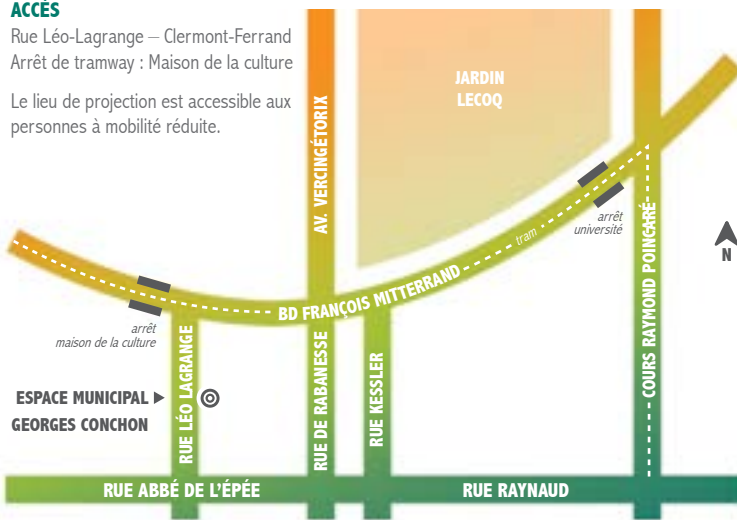 ACCÈS
Rue Léo-Lagrange – Clermont-Ferrand
Arrêt de tramway : Maison de la culture
Le lieu de projection est accessible aux
personnes à mobilité réduite.
JARDIN
LECOQ
AV. VERCINGÉTORIX
arrêt
université
tram
N
BD FRANÇOIS MITTERRAND
COURS RAYMOND POINCARÉ
arrêt
maison de la culture
RUE LÉO LAGRANGE
RUE DE RABANESSE
RUE KESSLER
ESPACE MUNICIPAL
GEORGES CONCHON
RUE ABBÉ DE L'ÉPÉE
RUE RAYNAUD